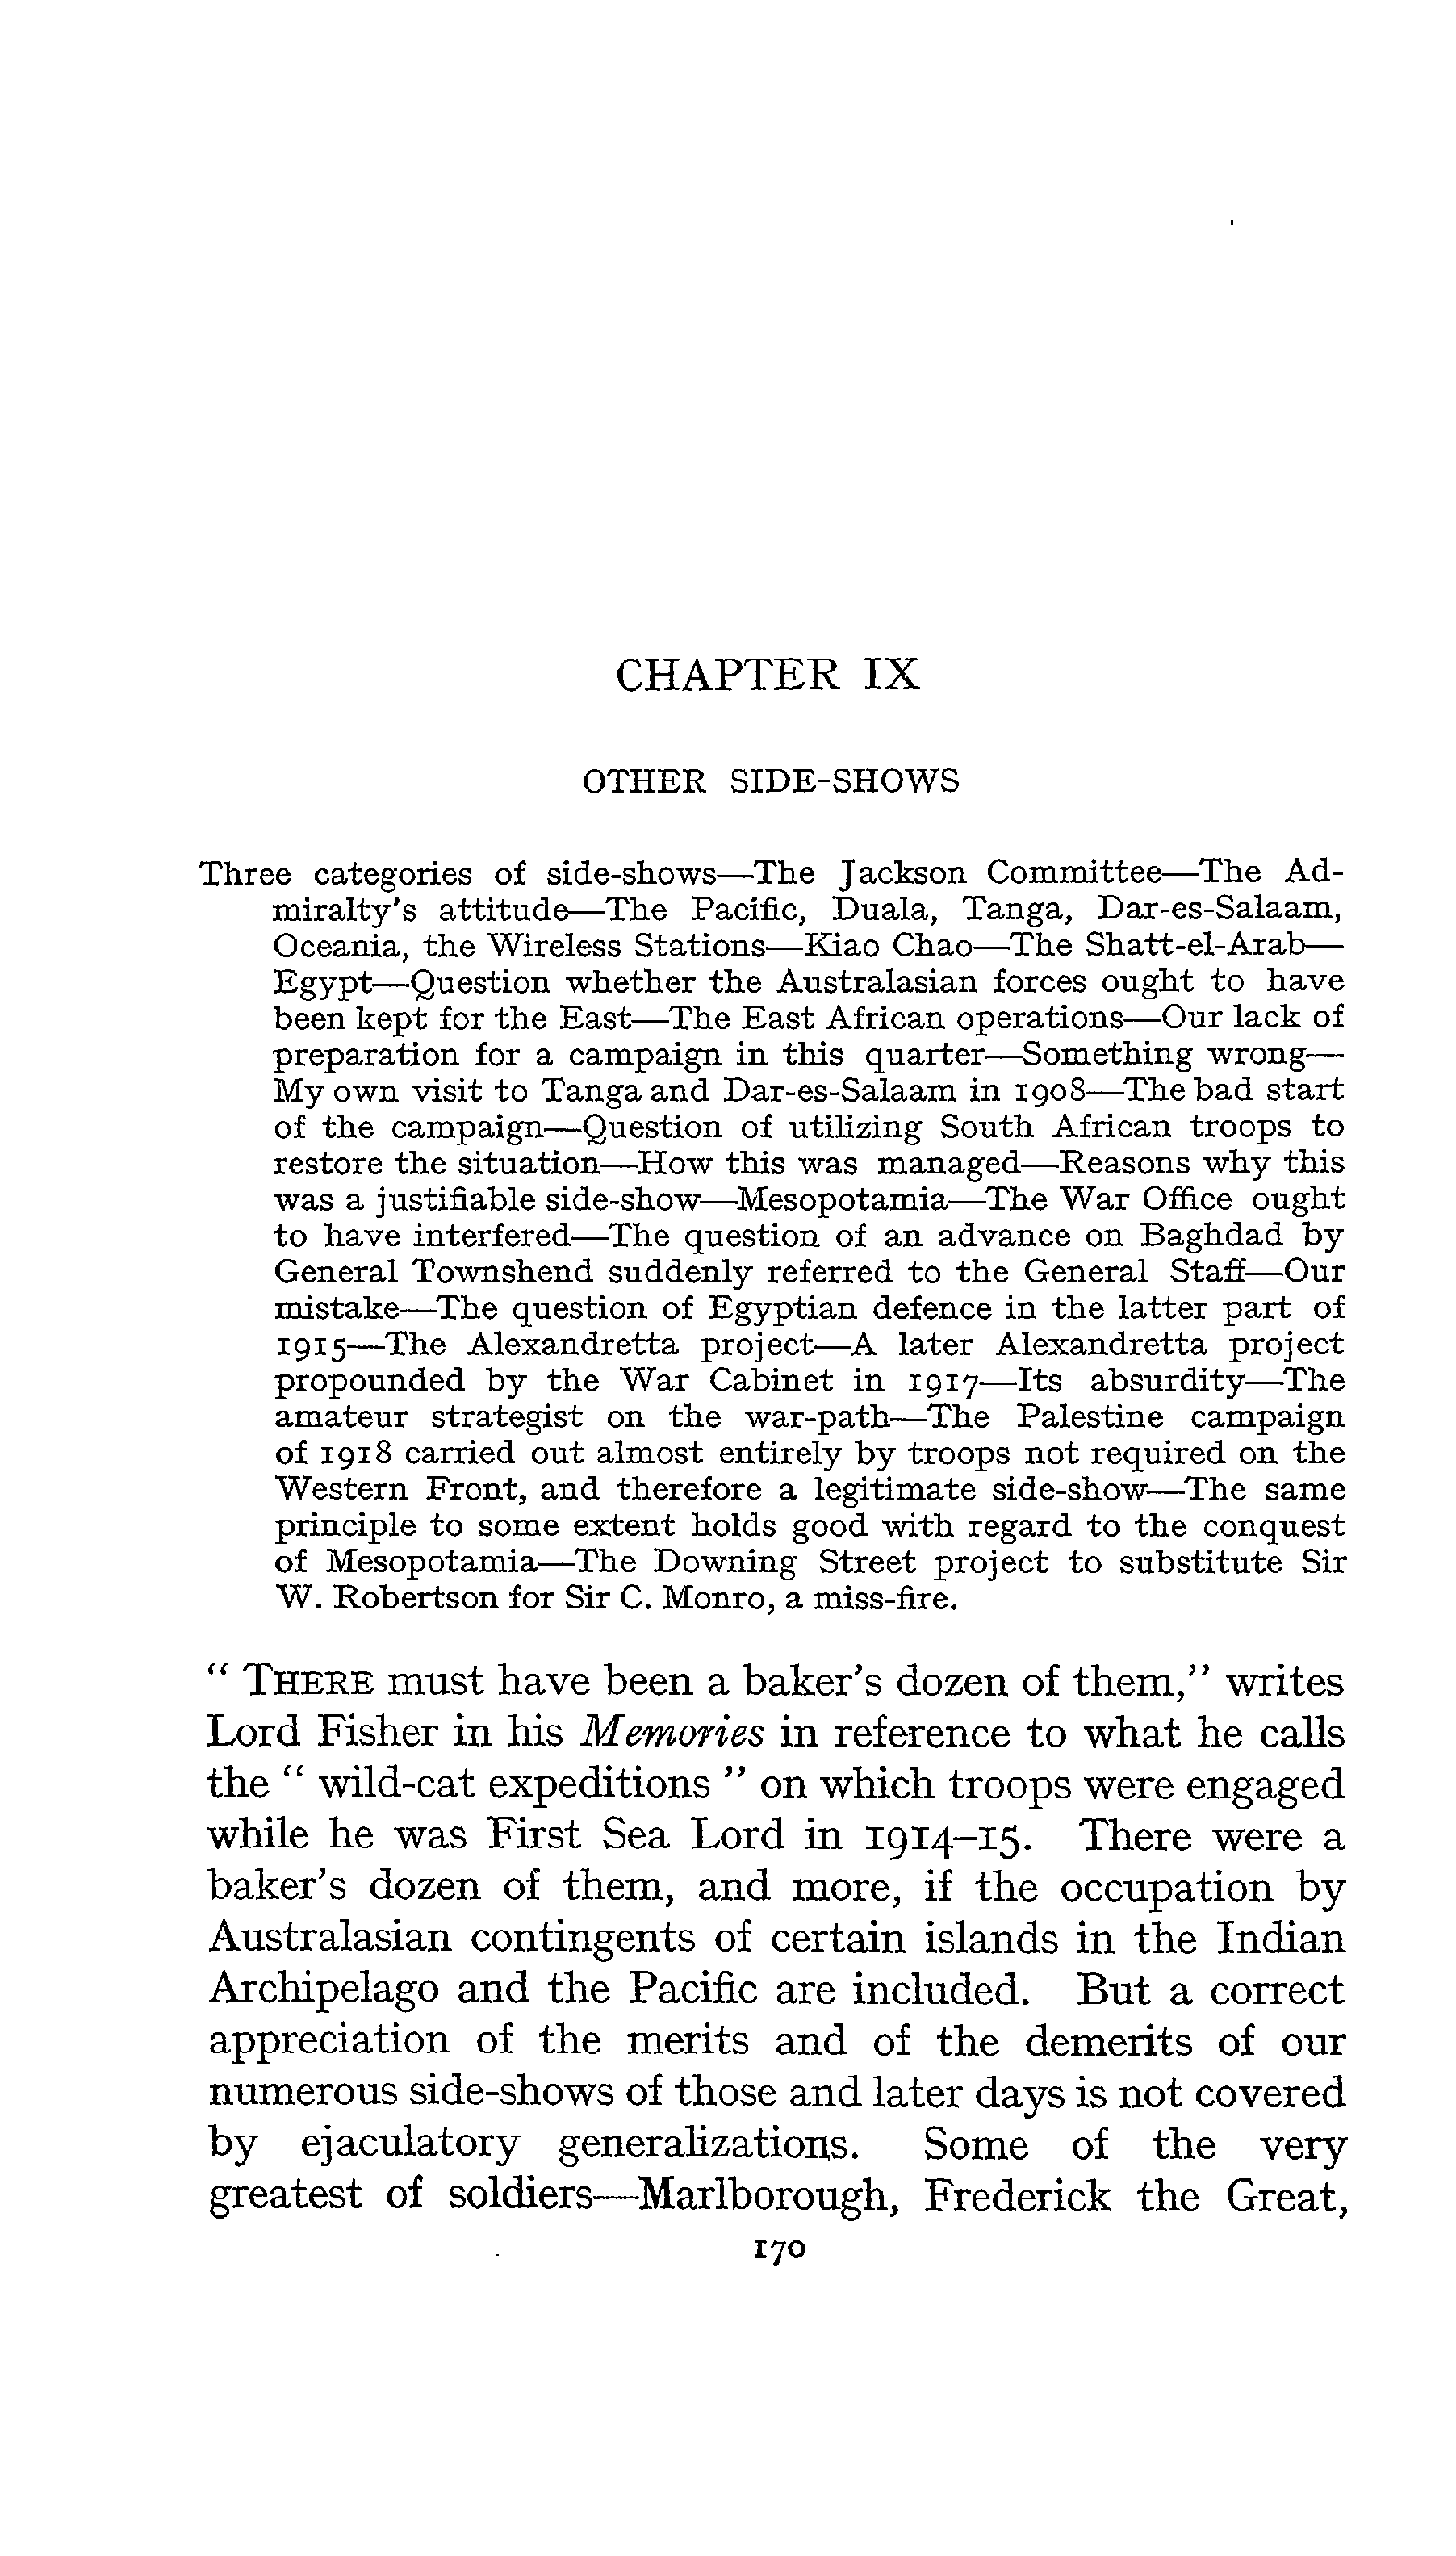 CHAPTER IX
OTHER SIDE-SHOWS
Three categories of side-shows—The Jackson Committee—The Ad-
miralty's attitude—The Pacific, Duala, Tanga, Dar-es-Salaam,
Oceania, the Wireless Stations—Kiao Chao—The Shatt-el-Arab—
Egypt—Question whether the Australasian forces ought to have
been kept for the East—The East African operations—Our lack of
preparation for a campaign in this quarter—Something wrong—
My own visit to Tanga and Dar-es-Salaam in 1908—The bad start
of the campaign—Question of utilizing South African troops to
restore the situation—How this was managed—Reasons why this
was a justifiable side-show—Mesopotamia—The War Office ought
to have interfered—The question of an advance on Baghdad by
General Townshend suddenly referred to the General Staff—Our
mistake—The question of Egyptian defence in the latter part of
1915—The Alexandretta project—A later Alexandretta project
propounded by the War Cabinet in 1917—Its absurdity—The
amateur strategist on the war-path—The Palestine campaign
of 1918 carried out almost entirely by troops not required on the
Western Front, and therefore a legitimate side-show—The same
principle to some extent holds good with regard to the conquest
of Mesopotamia—The Downing Street project to substitute Sir
W. Robertson for Sir C. Monro, a miss-fire.
" THERE must have been a baker's dozen of them," writes
Lord Fisher in his Memories in reference to what he calls
the " wild-cat expeditions " on which troops were engaged
while he was First Sea Lord in 1914–15. There were a
baker's dozen of them, and more, if the occupation by
Australasian contingents of certain islands in the Indian
Archipelago and the Pacific are included. But a correct
appreciation of the merits and of the demerits of our
numerous side-shows of those and later days is not covered
by ejaculatory generalizations. Some of the very
greatest of soldiers—Marlborough, Frederick the Great,
170